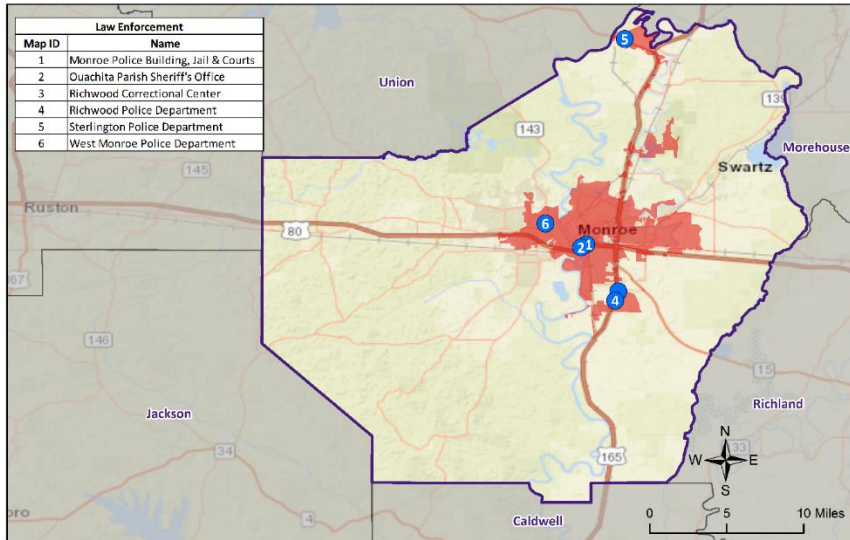 Law Enforcement
Map ID Name
1 Monroe Police Building, Jail & Courts
2 Ouachita Parish Sheriff's Office
3 Richwood Correctional Center
4 Richwood Police Department
5 Sterlington Police Department
6 West Monroe Police Department
5
Union
139
143
Morehouse
145
Swartz
Ruston
80
6
Monroe
2 1
167
4
146
15
Jackson
Richland
34
165
133
N
W E
S
4
Caldwell
0 5 10 Miles